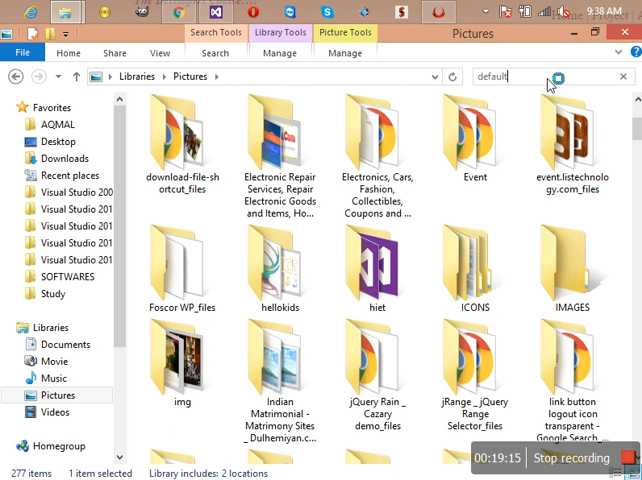 The Developer Home....
Home | Project | A
9:38 AM
Search Tools
Library Tools
Picture Tools
Pictures
File
Home
Share
View
Search
Manage
Manage
Libraries
Pictures
default
Favorites
AQMAL
Desktop
Downloads
Recent places
Visual Studio 200
Visual Studio 201
Visual Studio 201
Visual Studio 201
Visual Studio 201
SOFTWARES
Study
Libraries
Documents
Movie
Music
Pictures
Videos
Homegroup
download-file-sh
ortcut_files
Electronic Repair
Services, Repair
Electronic Goods
and Items, Ho...
Electronics, Cars,
Fashion,
Collectibles,
Coupons and ...
Event
event.listechnolo
gy.com_files
Foscor WP_files
hellokids
hiet
ICONS
IMAGES
img
Indian
Matrimonial -
Matrimony Sites
_ Dulhemiyan.c...
jQuery Rain _
Cazary
demo_files
jRange _ jQuery
Range
Selector_files
link button
logout icon
transparent -
Google Search_...
00:19:15 Stop recording
277 items
1 item selected
Library includes: 2 locations